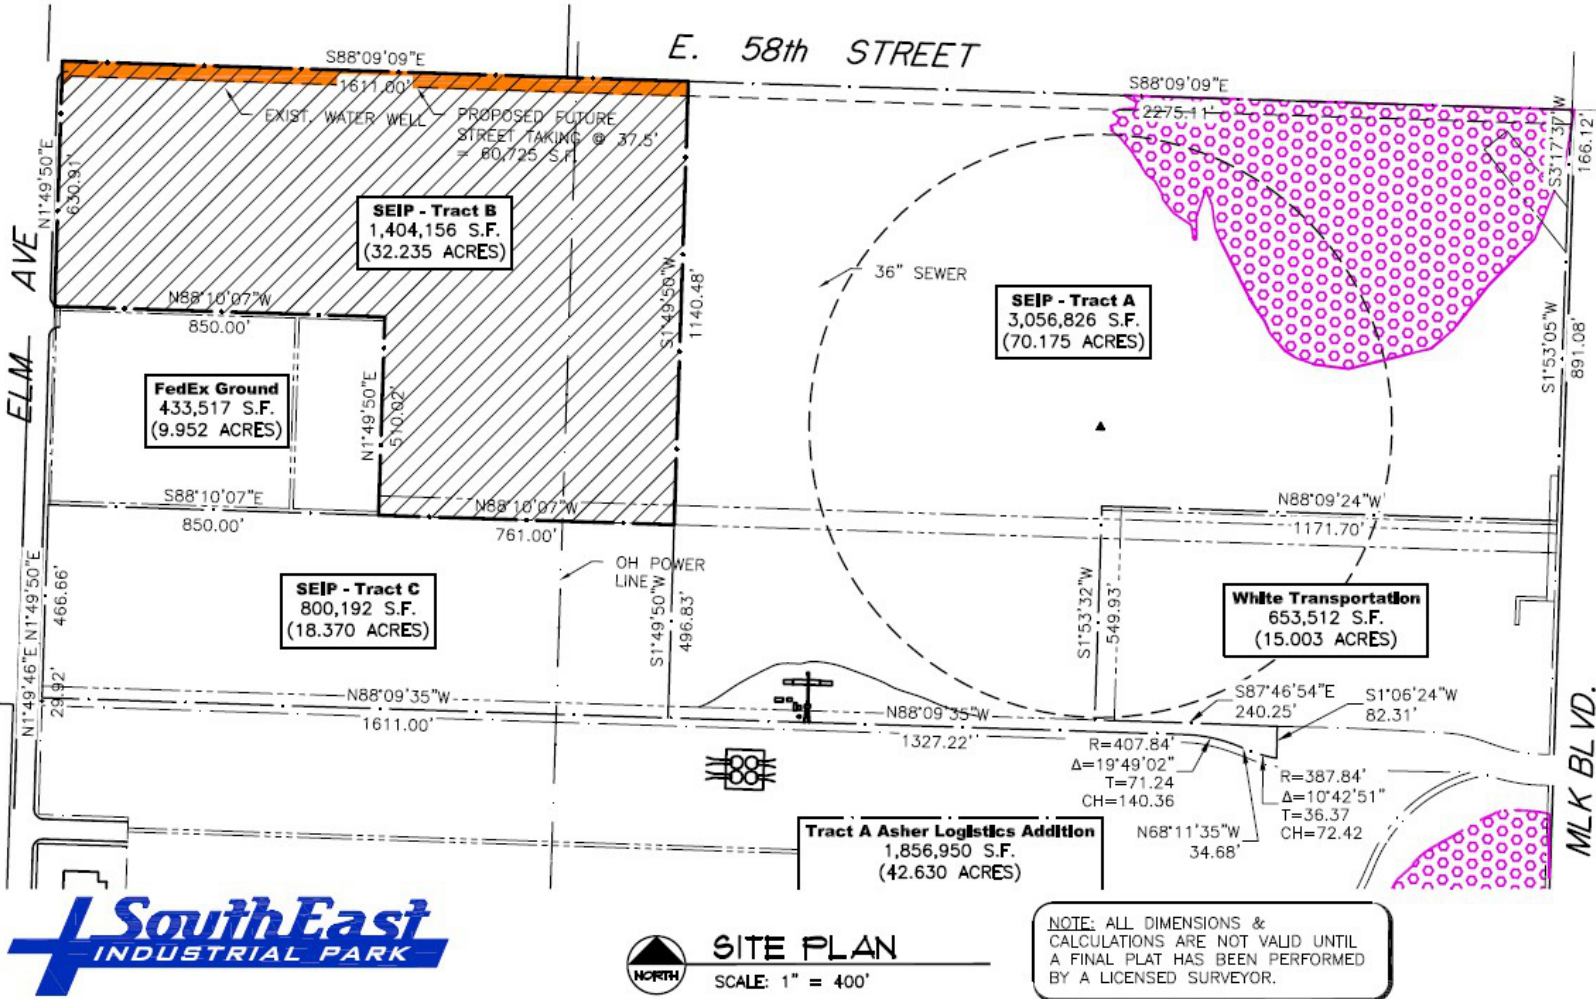 E. 58th STREET
S88°09'09"E
1611.00'
EXIST. WATER WELL
PROPOSED FUTURE
STREET TAKING @ 37.5'
= 60,725 S.F.
S88°09'09"E
2275.11'
S3°17'37"W
166.12'
N1°49'50"E
630.91'
SEIP - Tract B
1,404,156 S.F.
(32.235 ACRES)
ELM AVE
N88°10'07"W
850.00'
S1°49'50"W
1140.48'
36" SEWER
SEIP - Tract A
3,056,826 S.F.
(70.175 ACRES)
S1°53'05"W
891.08'
FedEx Ground
433,517 S.F.
(9.952 ACRES)
N1°49'50"E
510.02'
S88°10'07"E
850.00'
N88°10'07"W
761.00'
N88°09'24"W
1171.70'
OH POWER
LINE
N1°49'50"E
466.66'
SEIP - Tract C
800,192 S.F.
(18.370 ACRES)
S1°49'50"W
496.83'
S1°53'32"W
549.93'
White Transportation
653,512 S.F.
(15.003 ACRES)
N1°49'46"E
29.92'
N88°09'35"W
1611.00'
N88°09'35"W
1327.22'
S87°46'54"E
240.25'
S1°06'24"W
82.31'
MLK BLVD.
R=407.84'
Δ=19°49'02"
T=71.24
CH=140.36
R=387.84'
Δ=10°42'51"
T=36.37
CH=72.42
N68°11'35"W
34.68'
Tract A Asher Logistics Addition
1,856,950 S.F.
(42.630 ACRES)
SouthEast
INDUSTRIAL PARK
NORTH
SITE PLAN
SCALE: 1" = 400'
NOTE: ALL DIMENSIONS &
CALCULATIONS ARE NOT VALID UNTIL
A FINAL PLAT HAS BEEN PERFORMED
BY A LICENSED SURVEYOR.